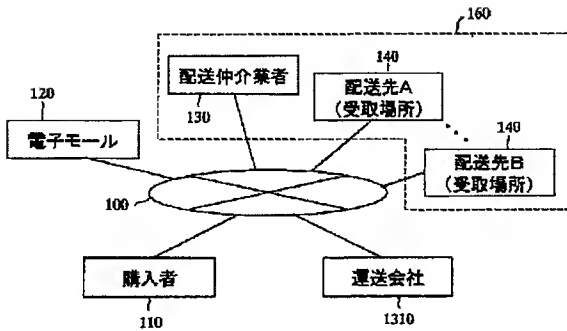 160
140
配送仲介業者
130
配送先A
(受取場所)
120
電子モール
140
配送先B
(受取場所)
100
購入者
110
運送会社
1310